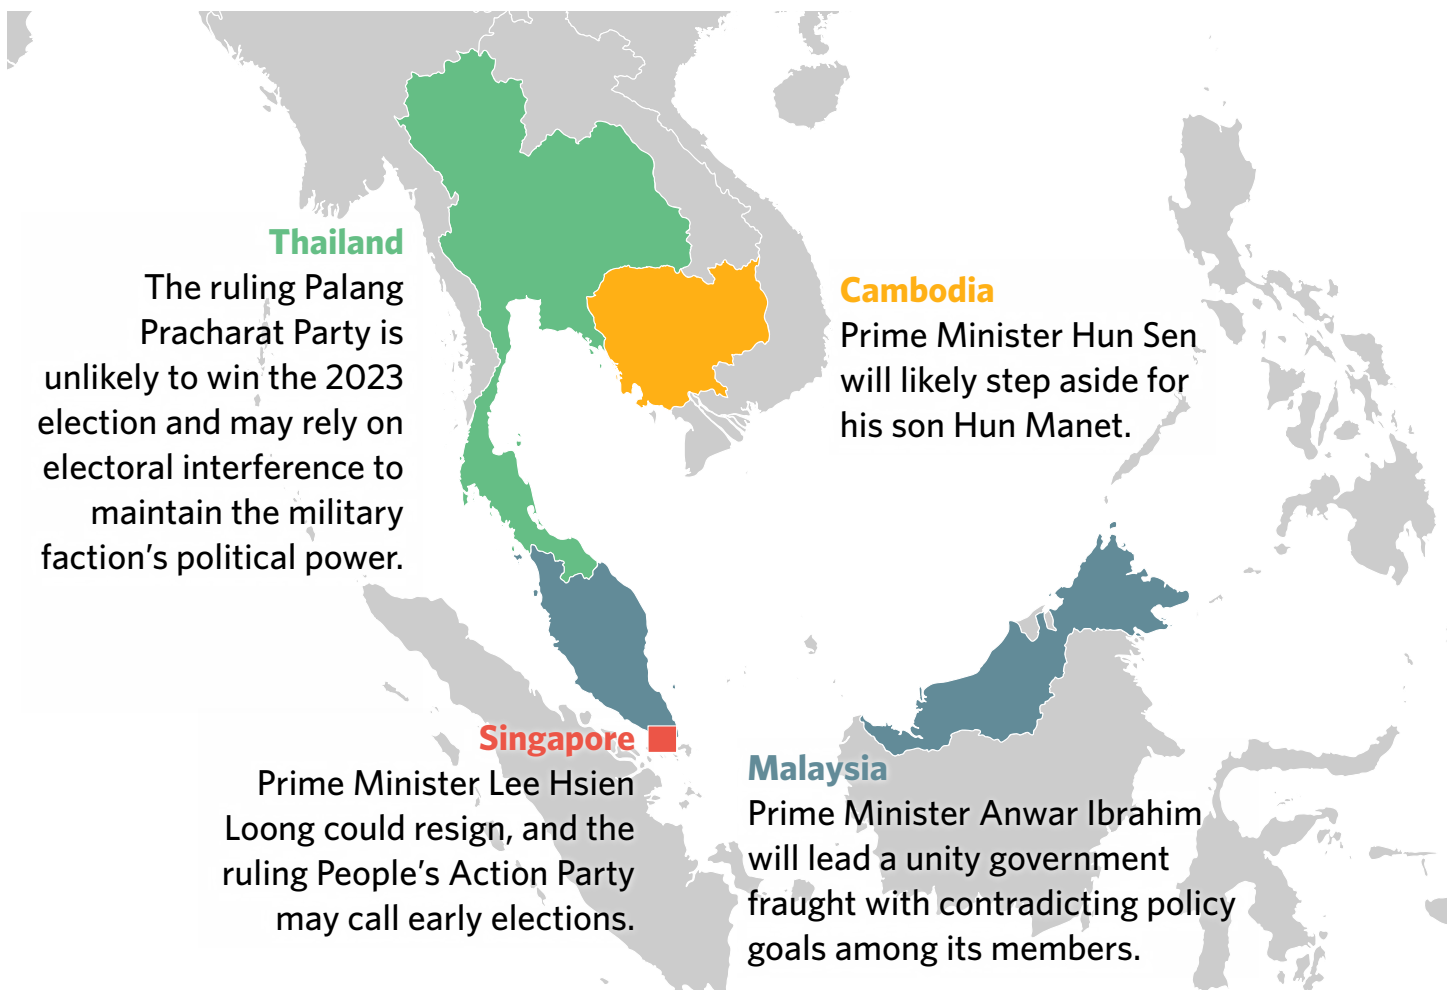 Thailand
The ruling Palang
Pracharat Party is
unlikely to win the 2023
election and may rely on
electoral interference to
maintain the military
faction’s political power.
Cambodia
Prime Minister Hun Sen
will likely step aside for
his son Hun Manet.
Singapore
Prime Minister Lee Hsien
Loong could resign, and the
ruling People’s Action Party
may call early elections.
Malaysia
Prime Minister Anwar Ibrahim
will lead a unity government
fraught with contradicting policy
goals among its members.